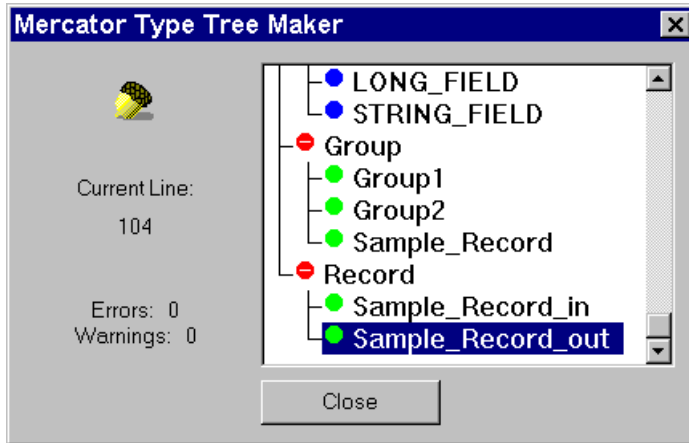 Mercator Type Tree Maker
LONG_FIELD
STRING_FIELD
Group
Group1
Group2
Sample_Record
Record
Sample_Record_in
Sample_Record_out
Current Line:
104
Errors: 0
Warnings: 0
Close